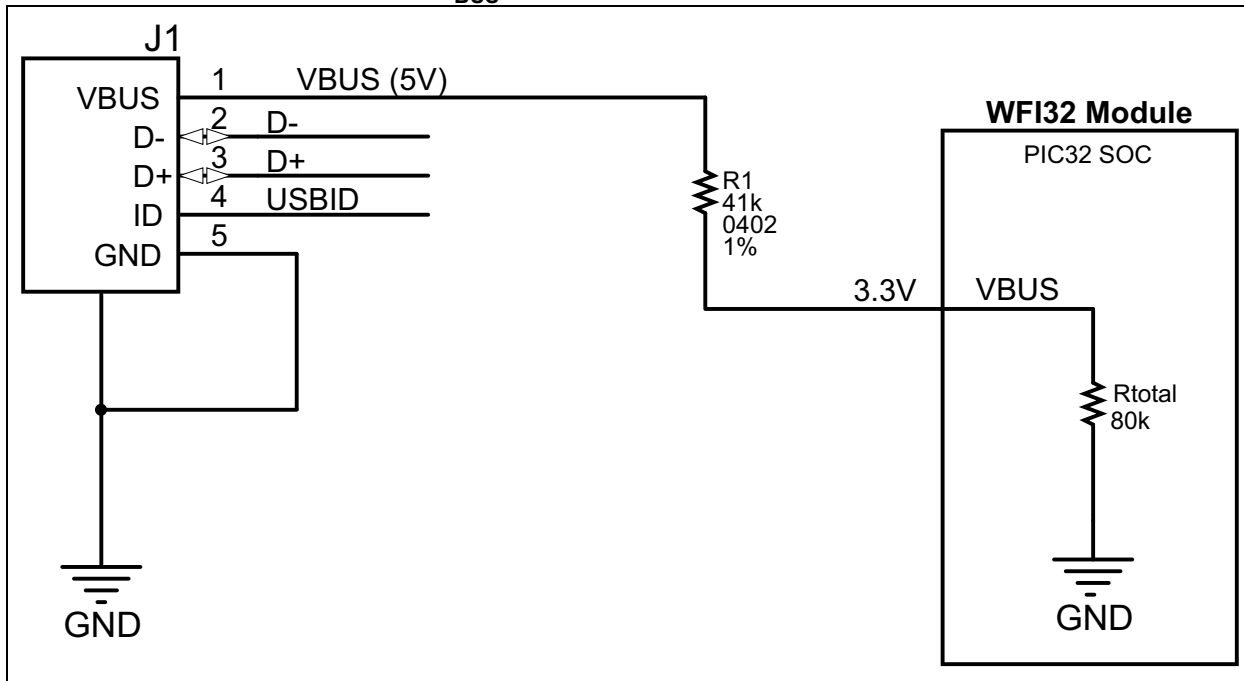 BUS
J1
VBUS
D-
D+
ID
GND
1
2
3
4
5
VBUS (5V)
D-
D+
USBID
R1
41k
0402
1%
3.3V
WFI32 Module
PIC32 SOC
VBUS
Rtotal
80k
GND
GND